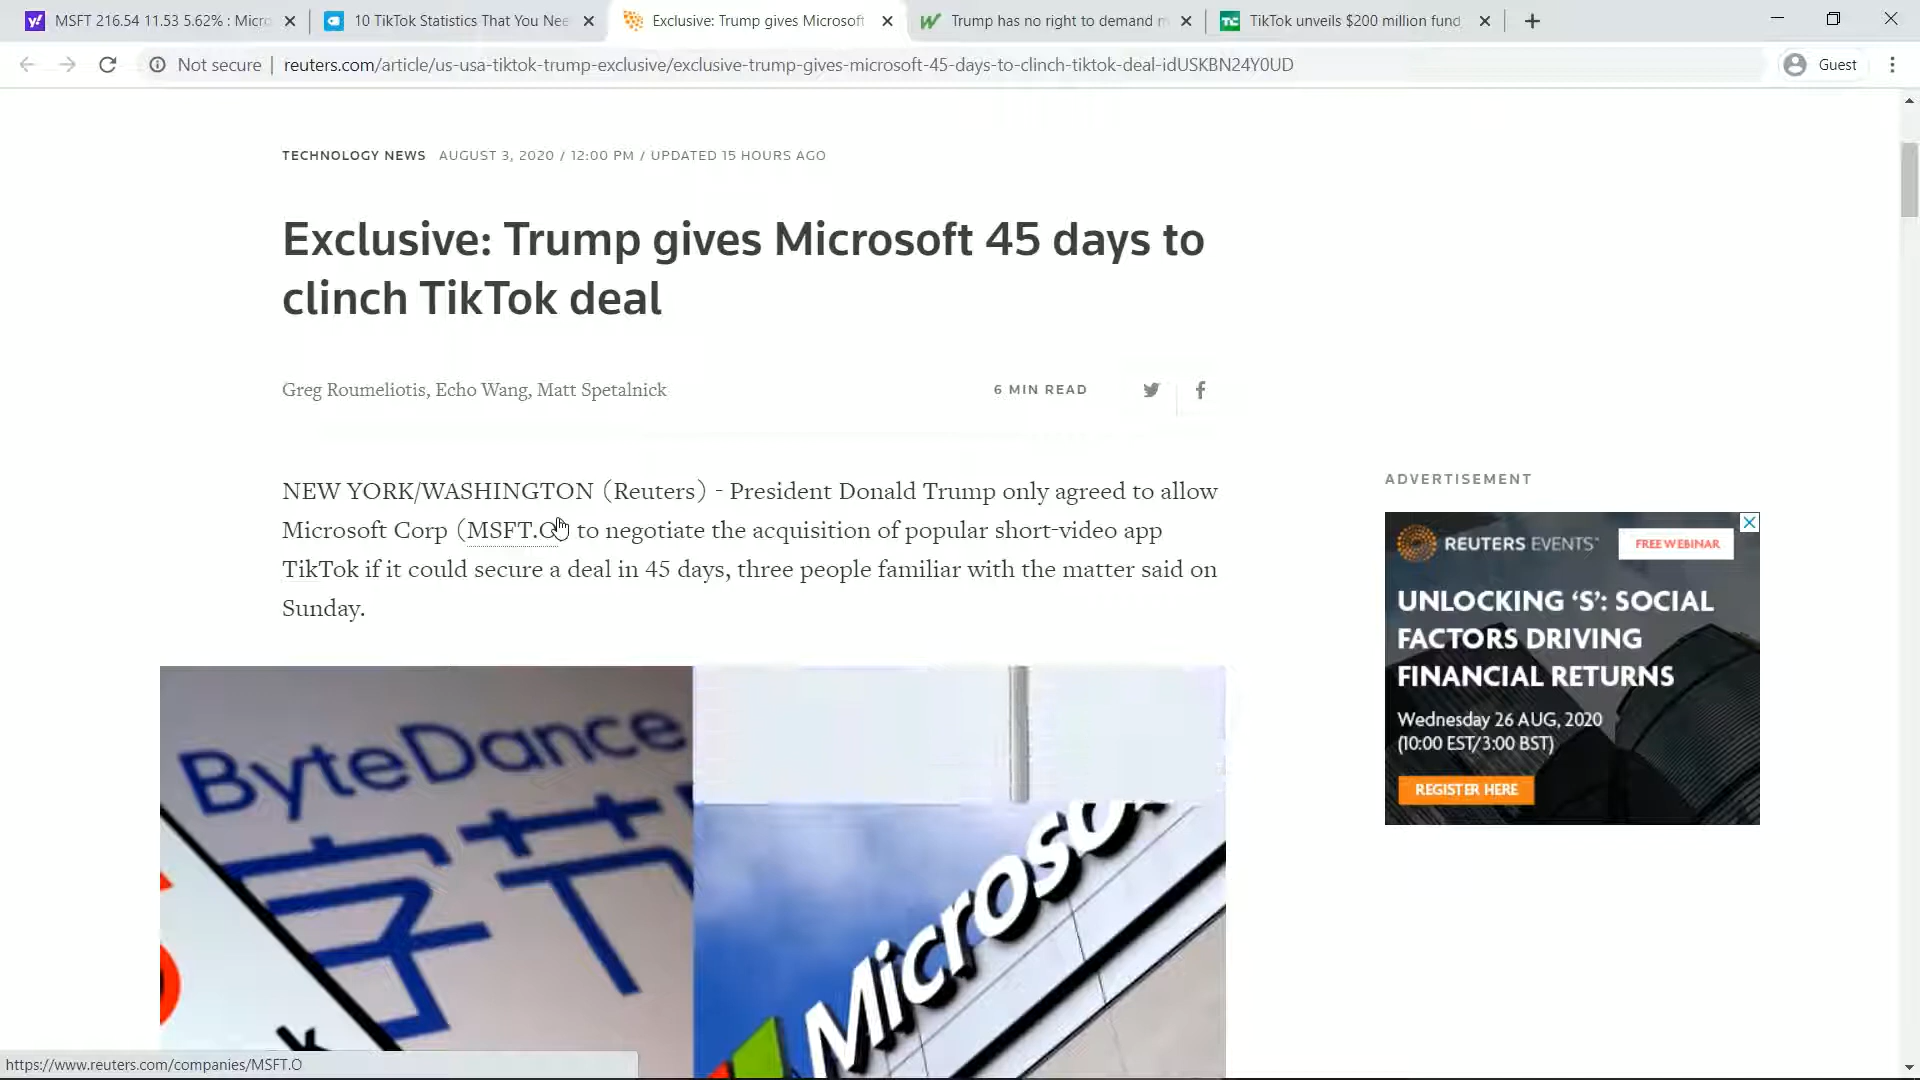 MSFT 216.54 11.53 5.62% : Micro
10 TikTok Statistics That You Nee
Exclusive: Trump gives Microsoft
Trump has no right to demand m
TikTok unveils $200 million fund
Not secure
reuters.com/article/us-usa-tiktok-trump-exclusive/exclusive-trump-gives-microsoft-45-days-to-clinch-tiktok-deal-idUSKBN24Y0UD
Guest
TECHNOLOGY NEWS AUGUST 3, 2020 / 12:00 PM / UPDATED 15 HOURS AGO
Exclusive: Trump gives Microsoft 45 days to
clinch TikTok deal
Greg Roumeliotis, Echo Wang, Matt Spetalnick
6 MIN READ
NEW YORK/WASHINGTON (Reuters) - President Donald Trump only agreed to allow
Microsoft Corp (MSFT.O) to negotiate the acquisition of popular short-video app
TikTok if it could secure a deal in 45 days, three people familiar with the matter said on
Sunday.
ADVERTISEMENT
REUTERS EVENTS™
FREE WEBINAR
UNLOCKING ‘S’: SOCIAL
FACTORS DRIVING
FINANCIAL RETURNS
Wednesday 26 AUG, 2020
(10:00 EST/3:00 BST)
REGISTER HERE
ByteDance
字节
k
Microso
https://www.reuters.com/companies/MSFT.O